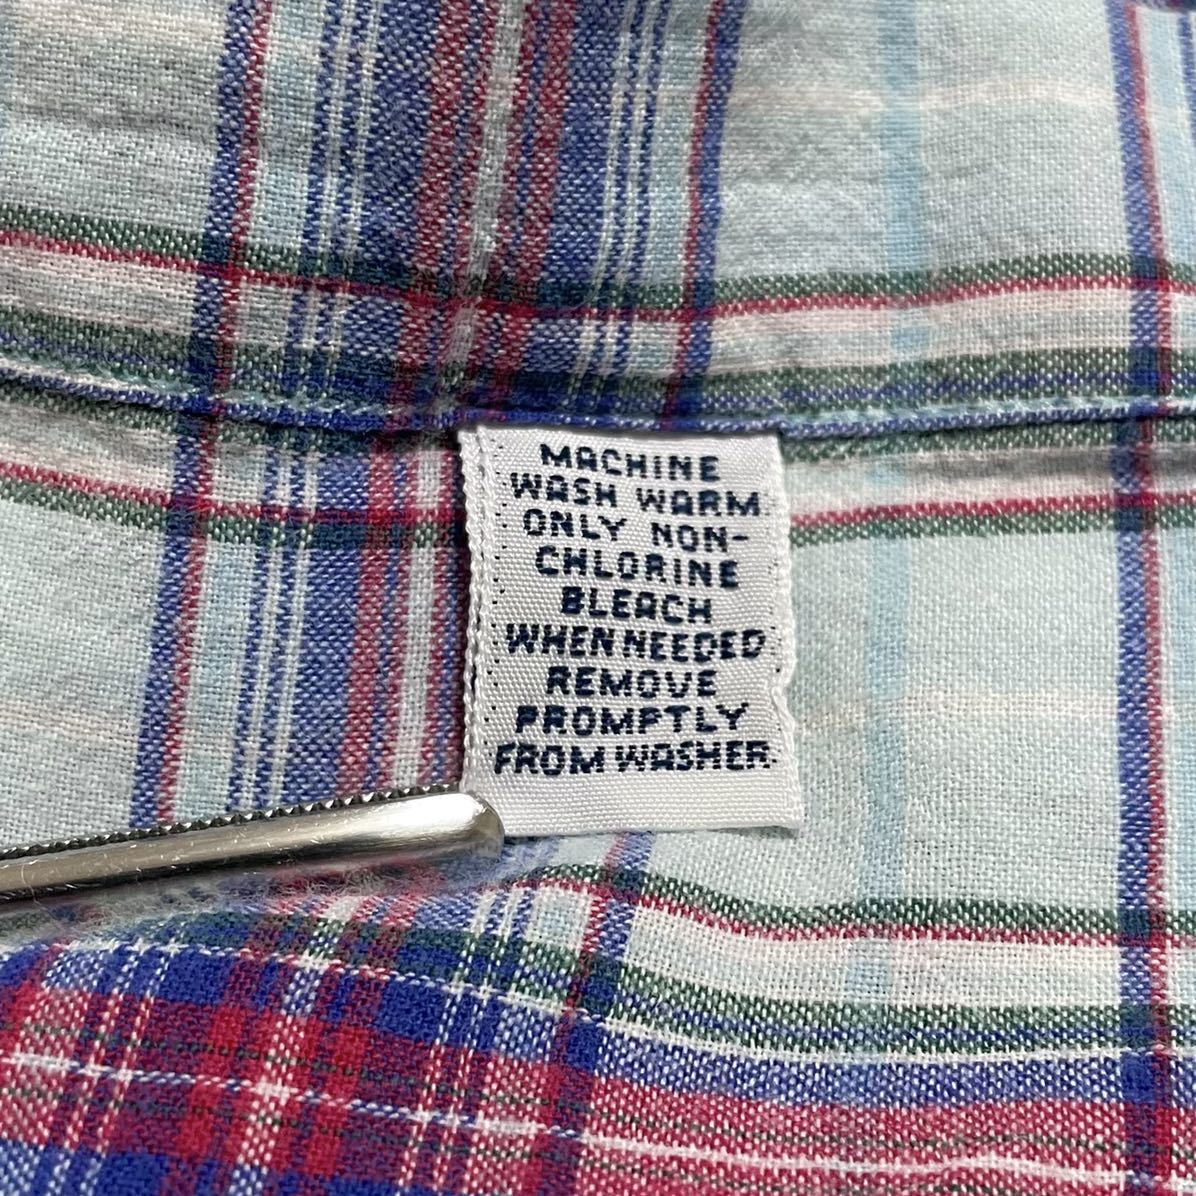 MACHINE
WASH WARM
ONLY NON-
CHLORINE
BLEACH
WHEN NEEDED
REMOVE
PROMPTLY
FROM WASHER.